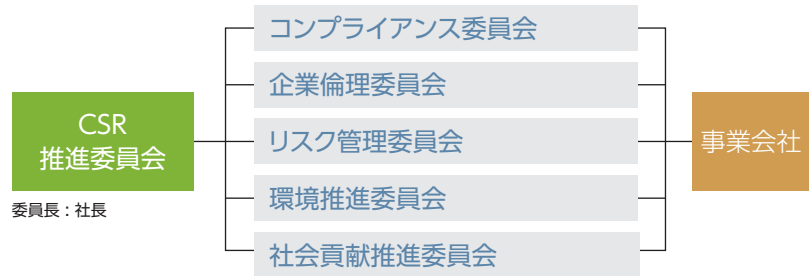 CSR
推進委員会
委員長：社長
コンプライアンス委員会
企業倫理委員会
リスク管理委員会
環境推進委員会
社会貢献推進委員会
事業会社